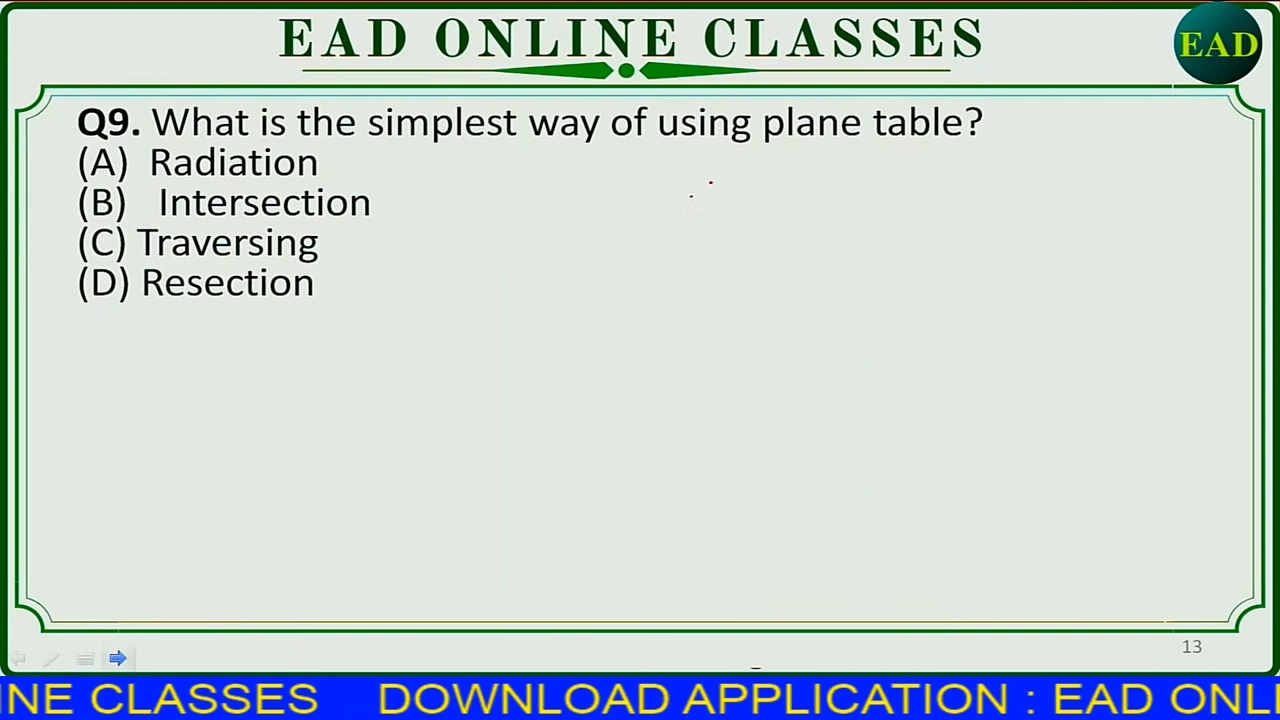 EAD ONLINE CLASSES
EAD
Q9. What is the simplest way of using plane table?
(A) Radiation
(B) Intersection
(C) Traversing
(D) Resection
13
INE CLASSES DOWNLOAD APPLICATION : EAD ONLI